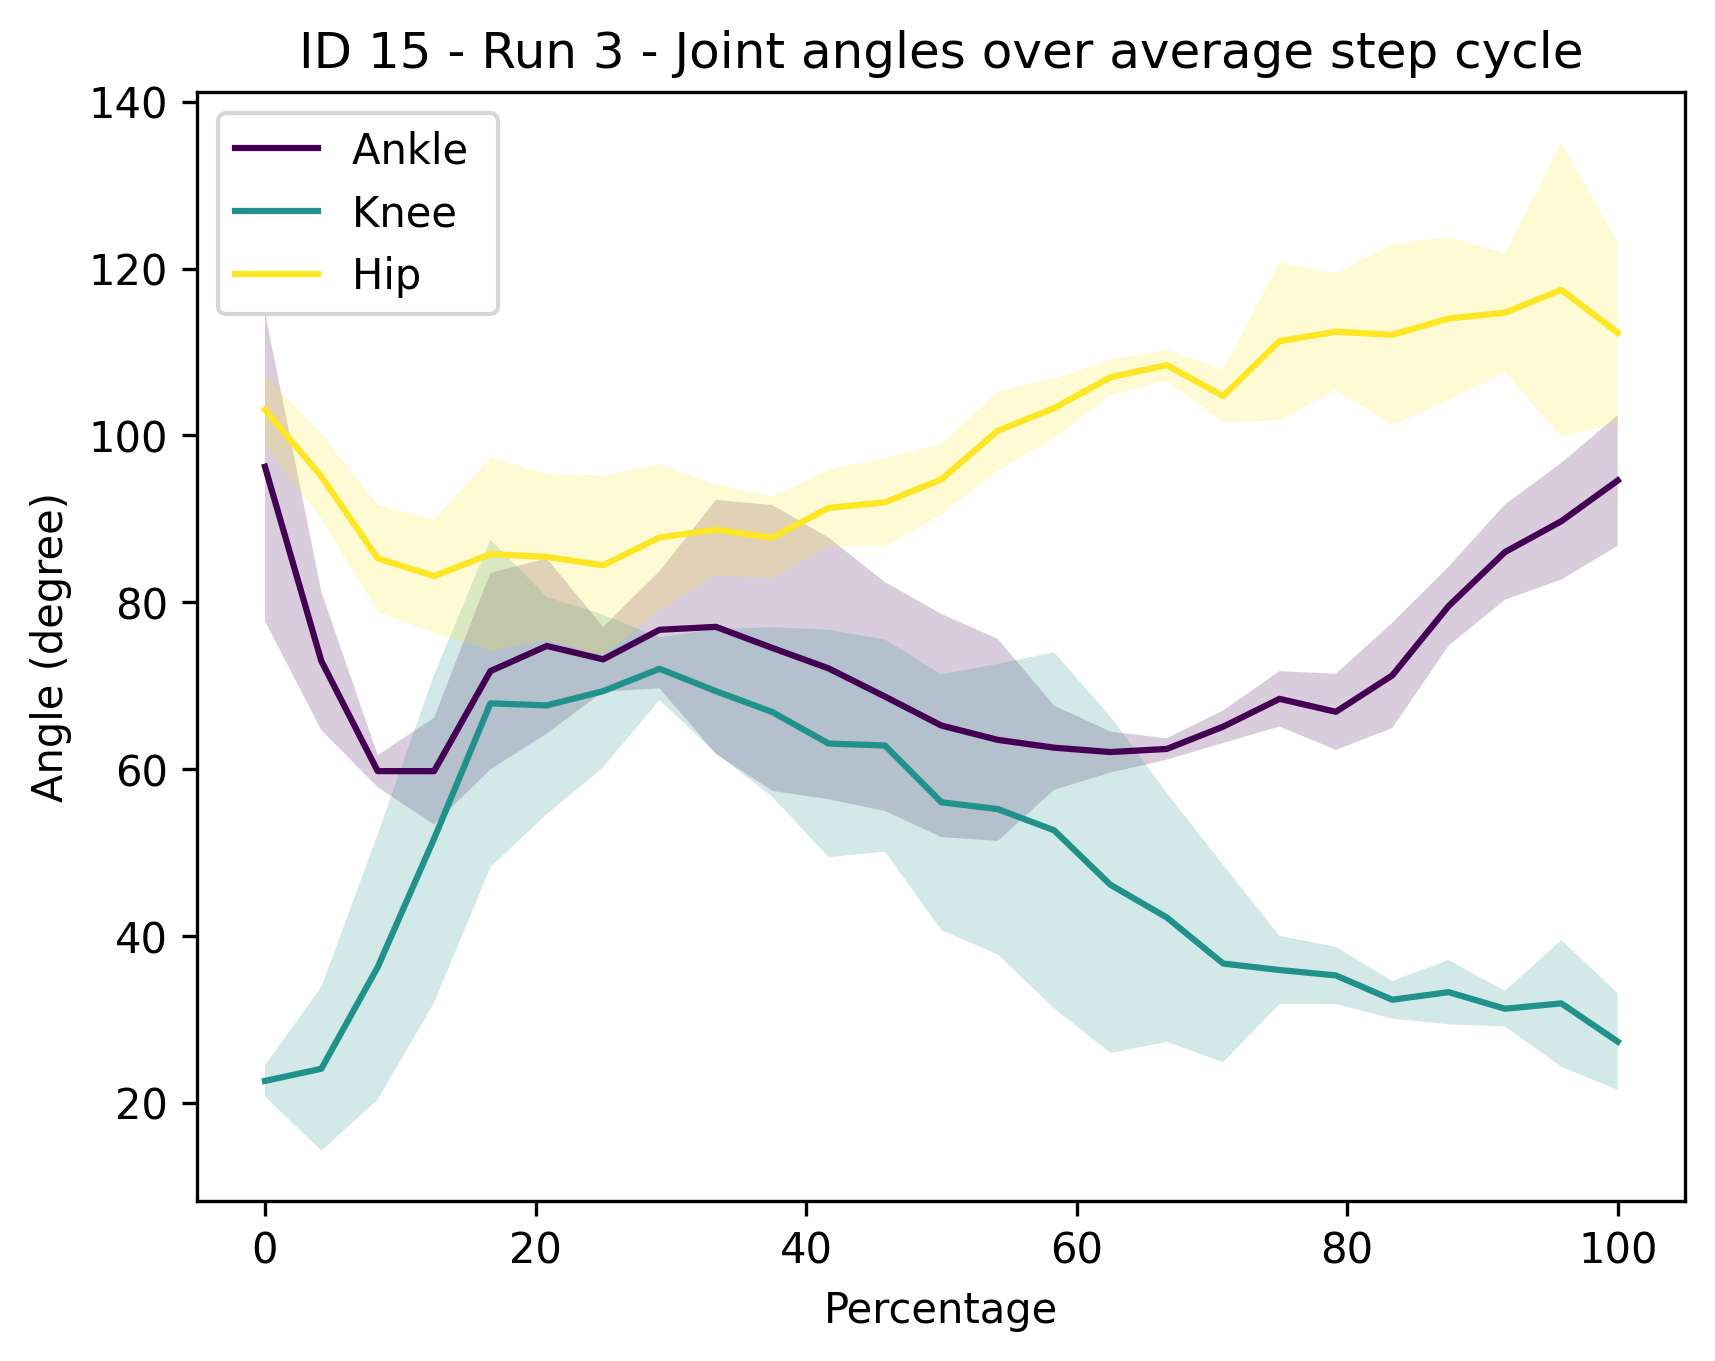 ID 15 - Run 3 - Joint angles over average step cycle
140
120
100
80
60
40
20
Angle (degree)
Ankle
Knee
Hip
0 20 40 60 80 100
Percentage